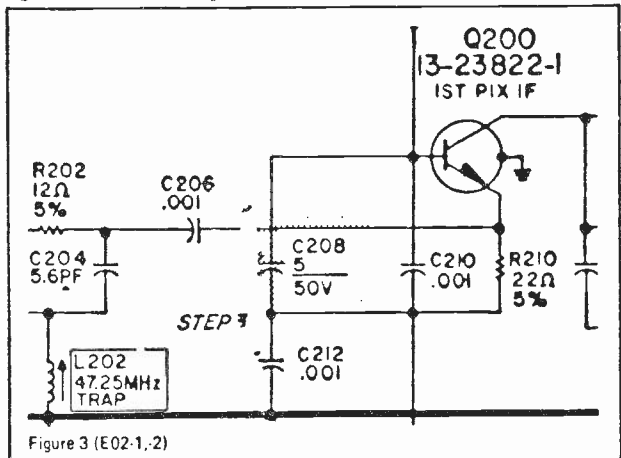 Q200
13-23822-1
1ST PIX IF
R202
12Ω
5%
C206
.001
C204
5.6PF
C208
5
50V
C210
.001
R210
22Ω
5%
STEP
C212
.001
L202
47.25MHz
TRAP
Figure 3 (E02-1,-2)